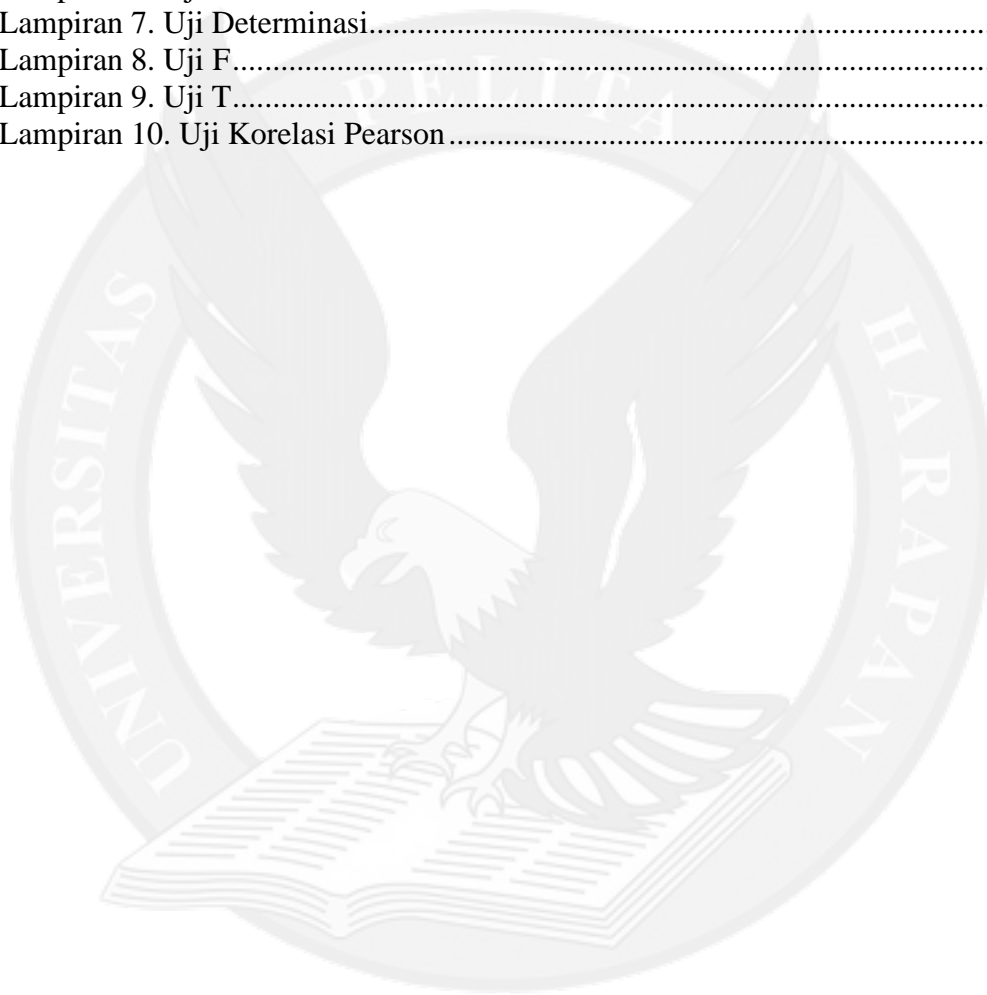 Lampiran 7. Uji Determinasi....................................................................................
Lampiran 8. Uji F.........................................................................................................
Lampiran 9. Uji T.........................................................................................................
Lampiran 10. Uji Korelasi Pearson..........................................................................
UNIVERSITAS PELITA HARAPAN